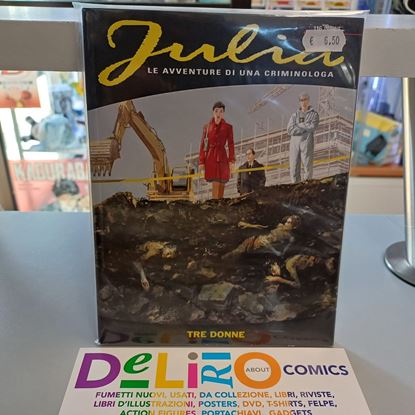 Julia
€ 6,50
LE AVVENTURE DI UNA CRIMINOLOGA
KAGURABA
TRE DONNE
DeLiRiO ABOUT COMICS
FUMETTI NUOVI, USATI, DA COLLEZIONE, LIBRI, RIVISTE,
LIBRI D'ILLUSTRAZIONI, POSTERS, DVD, T-SHIRTS, FELPE,
ACTION FIGURES, PORTACHIAVI, GADGETS